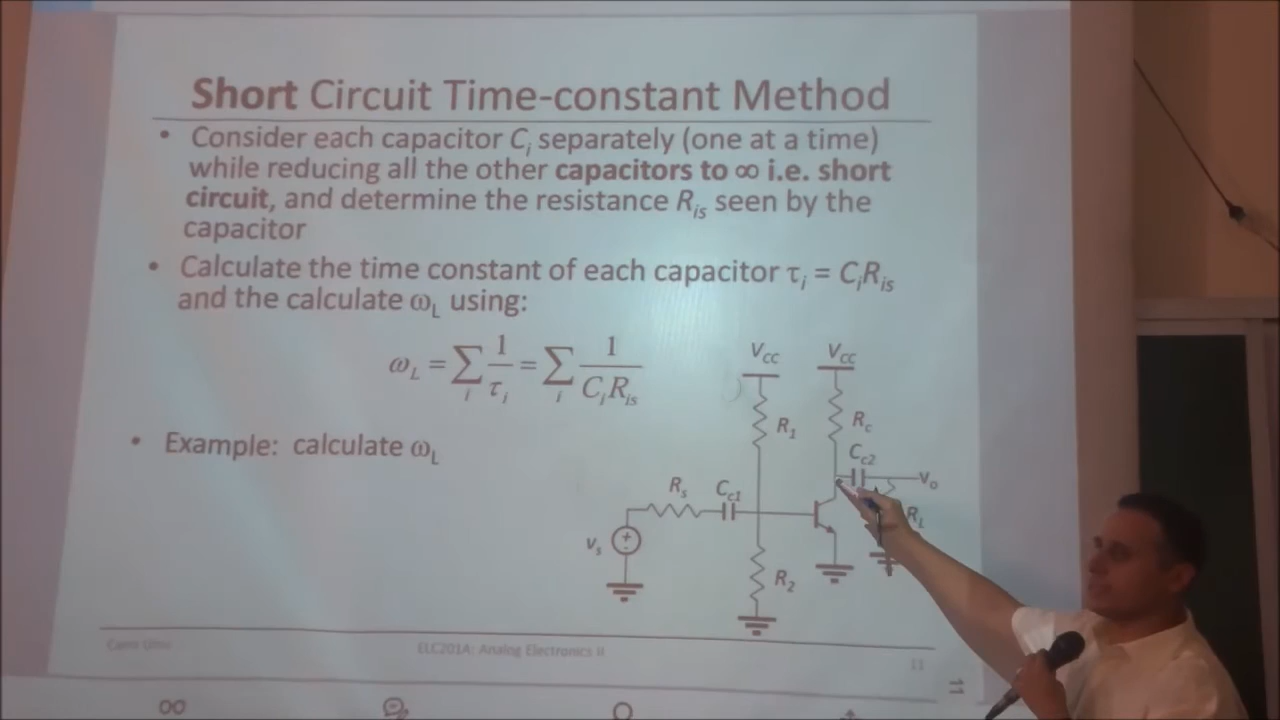 Short Circuit Time-constant Method
• Consider each capacitor Ci separately (one at a time)
while reducing all the other capacitors to ∞ i.e. short
circuit, and determine the resistance Ris seen by the
capacitor
• Calculate the time constant of each capacitor τi = CiRis
and the calculate ωL using:
ωL = ∑i 1/τi = ∑i 1/CiRis
• Example: calculate ωL
Vcc
Vcc
R1
Rc
Cc2
Vo
Rs
Cc1
RL
vs
+
-
R2
ELC201A: Analog Electronics II
11
11